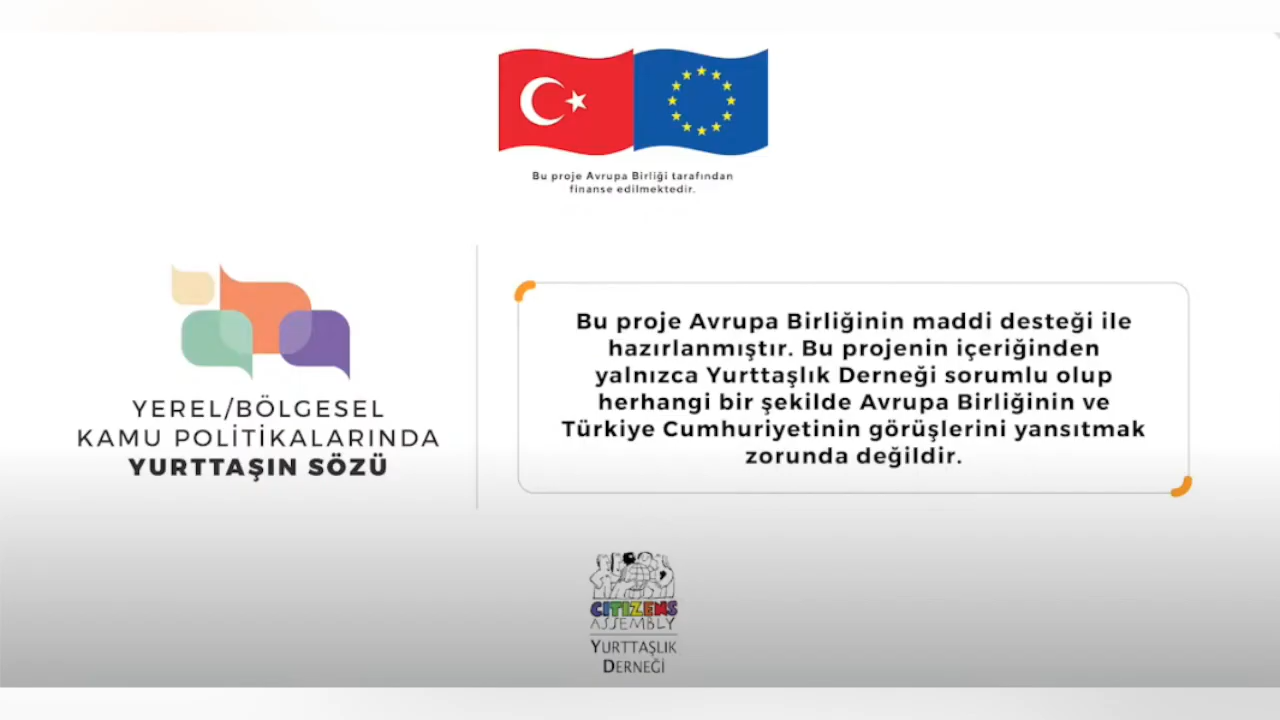 Bu proje Avrupa Birliği tarafından
finanse edilmektedir.
YEREL/BÖLGESEL
KAMU POLİTİKALARINDA
YURTTAŞIN SÖZÜ
Bu proje Avrupa Birliğinin maddi desteği ile
hazırlanmıştır. Bu projenin içeriğinden
yalnızca Yurttaşlık Derneği sorumlu olup
herhangi bir şekilde Avrupa Birliğinin ve
Türkiye Cumhuriyetinin görüşlerini yansıtmak
zorunda değildir.
CITIZENS
ASSEMBLY
YURTTAŞLIK
DERNEĞİ